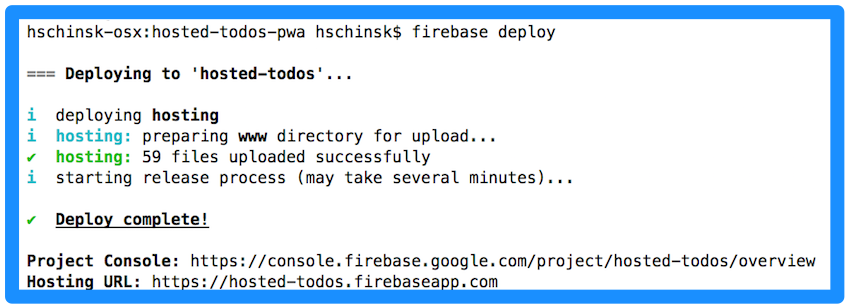 hschinsk-osx:hosted-todos-pwa hschinsk$ firebase deploy
=== Deploying to 'hosted-todos'...
i deploying hosting
i hosting: preparing www directory for upload...
✔ hosting: 59 files uploaded successfully
i starting release process (may take several minutes)...
✔ Deploy complete!
Project Console: https://console.firebase.google.com/project/hosted-todos/overview
Hosting URL: https://hosted-todos.firebaseapp.com